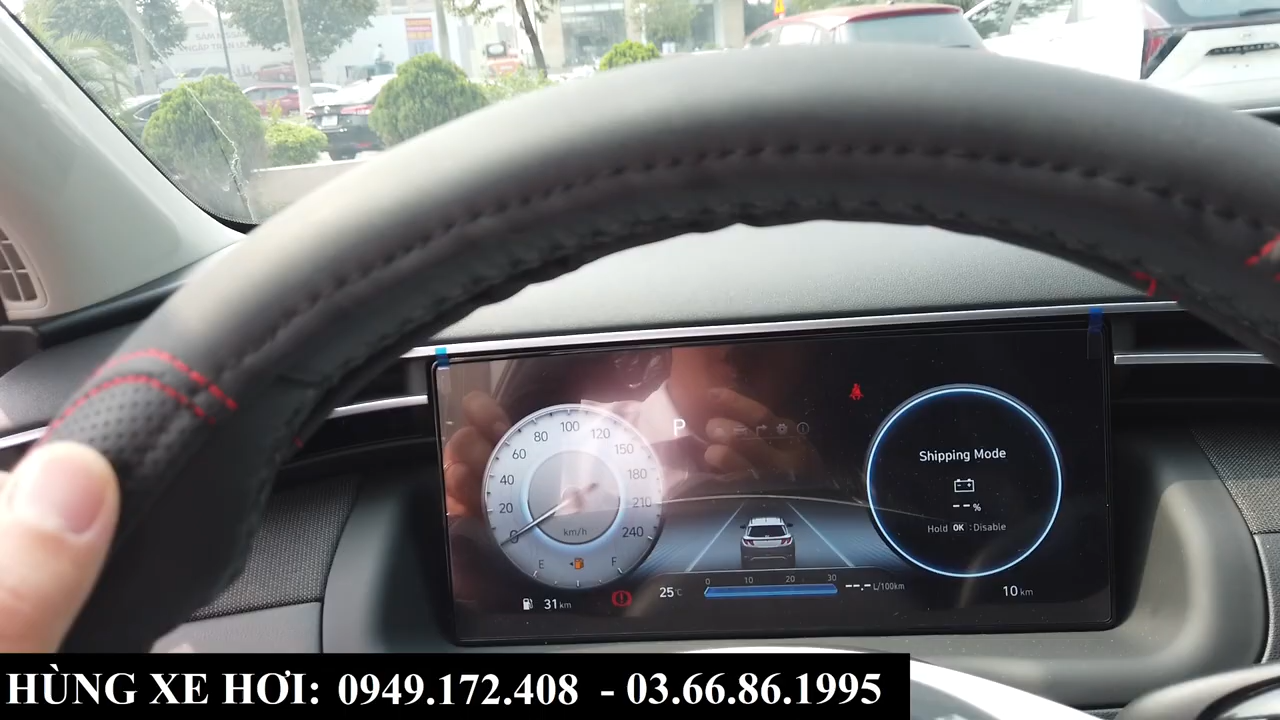 80 100 120
60 150
40 180
20 210
0 240
km/h
E F
31 km
P
25°C
0 10 20 30
--.- L/100km
Shipping Mode
-- %
Hold OK : Disable
10 km
HÙNG XE HƠI: 0949.172.408 - 03.66.86.1995